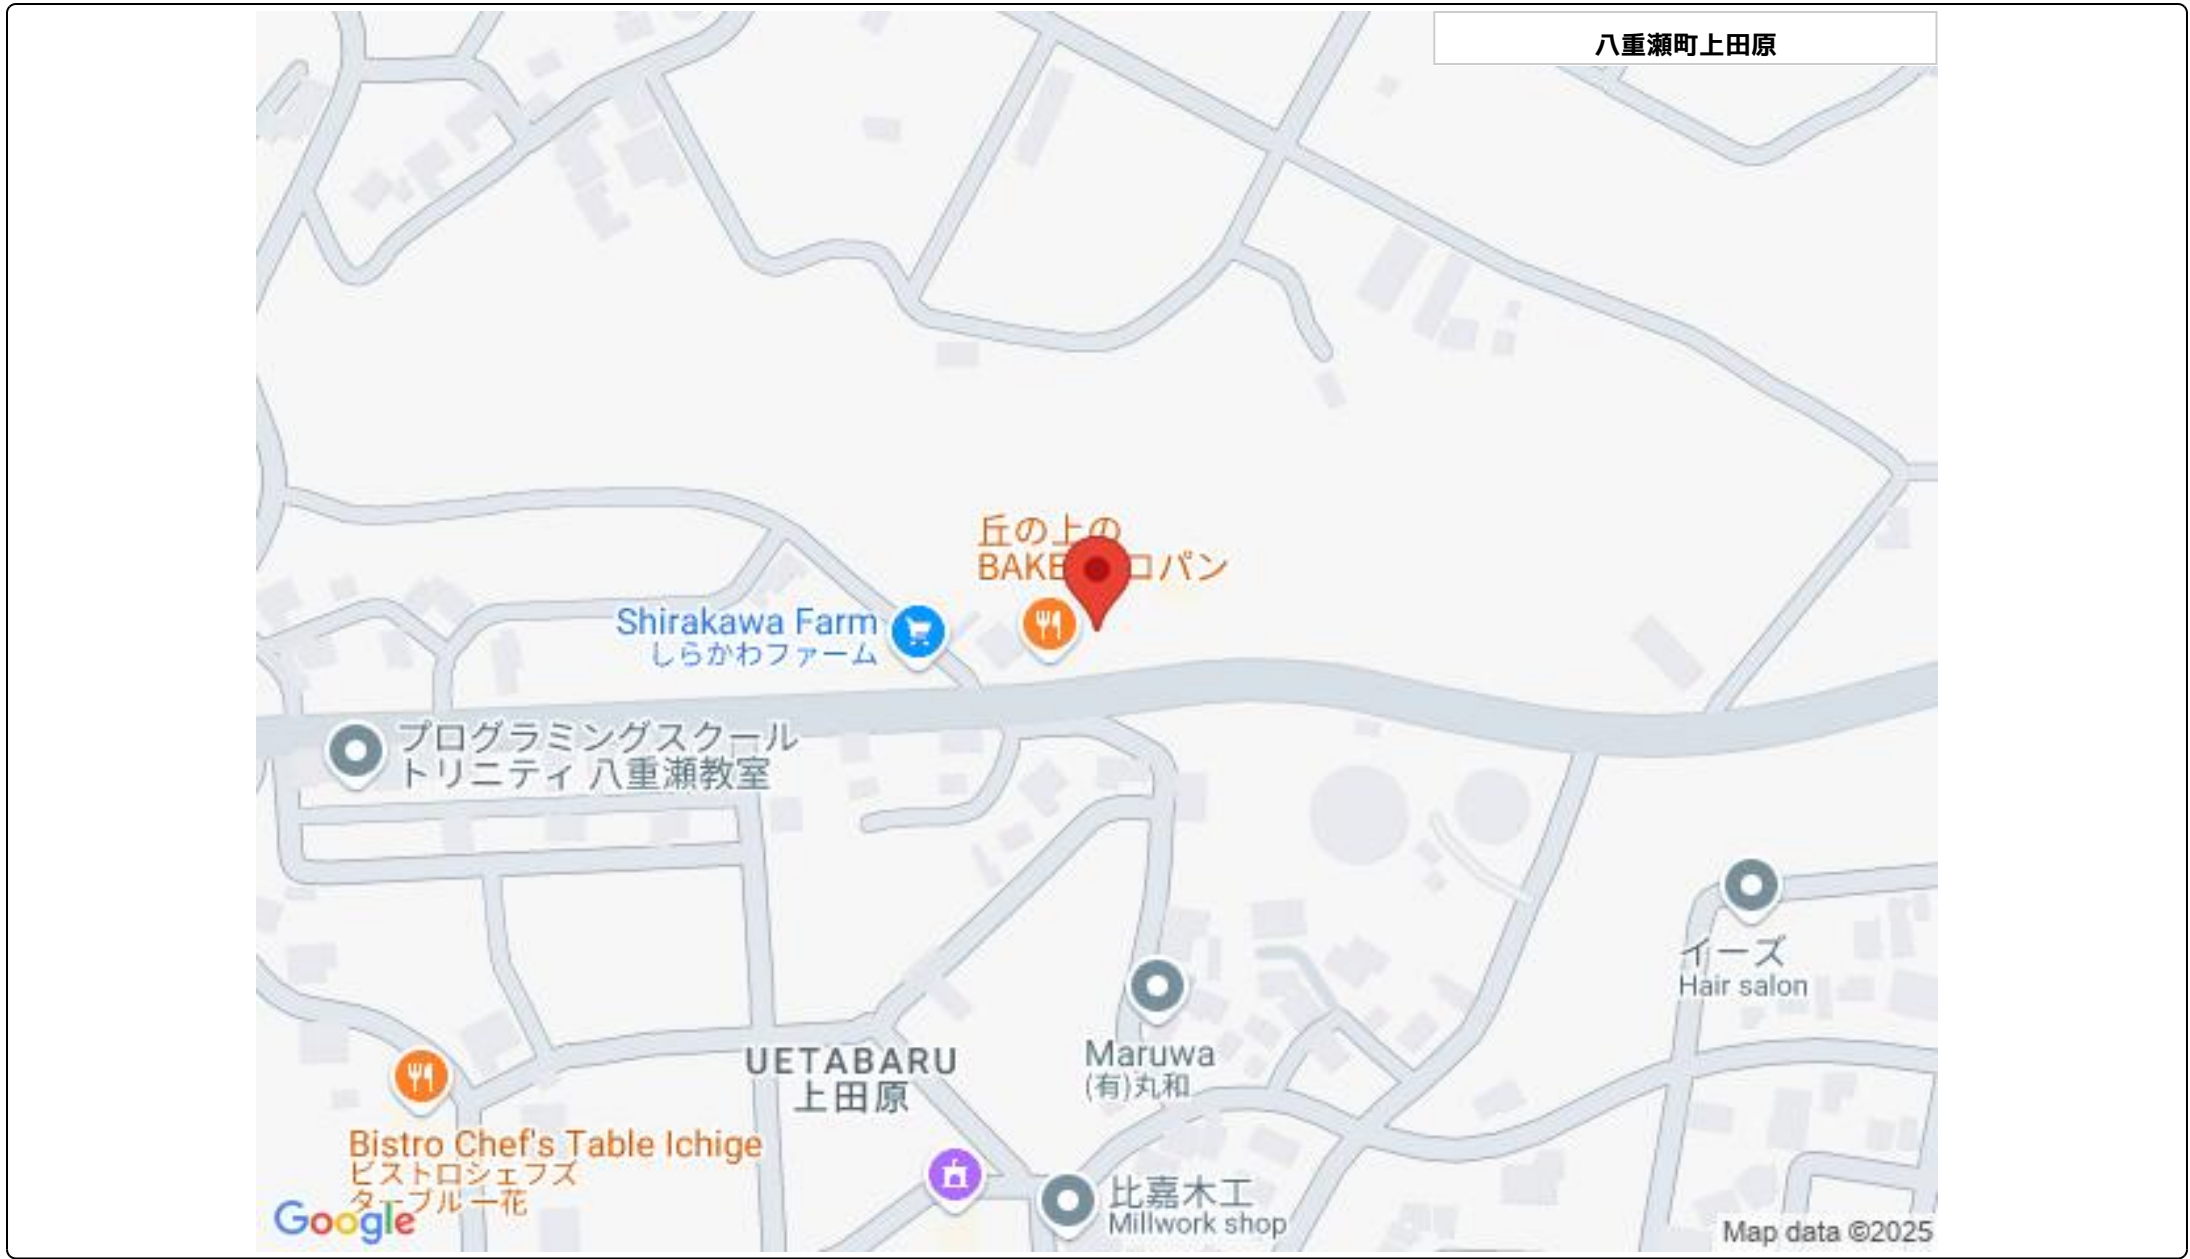 八重瀬町上田原
丘の上の
BAKE ロパン
Shirakawa Farm
しらかわファーム
プログラミングスクール
トリニティ 八重瀬教室
イーズ
Hair salon
Maruwa
(有)丸和
UETABARU
上田原
Bistro Chef's Table Ichige
ビストロシェフズ
ターブル 一花
比嘉木工
Millwork shop
Google
Map data ©2025